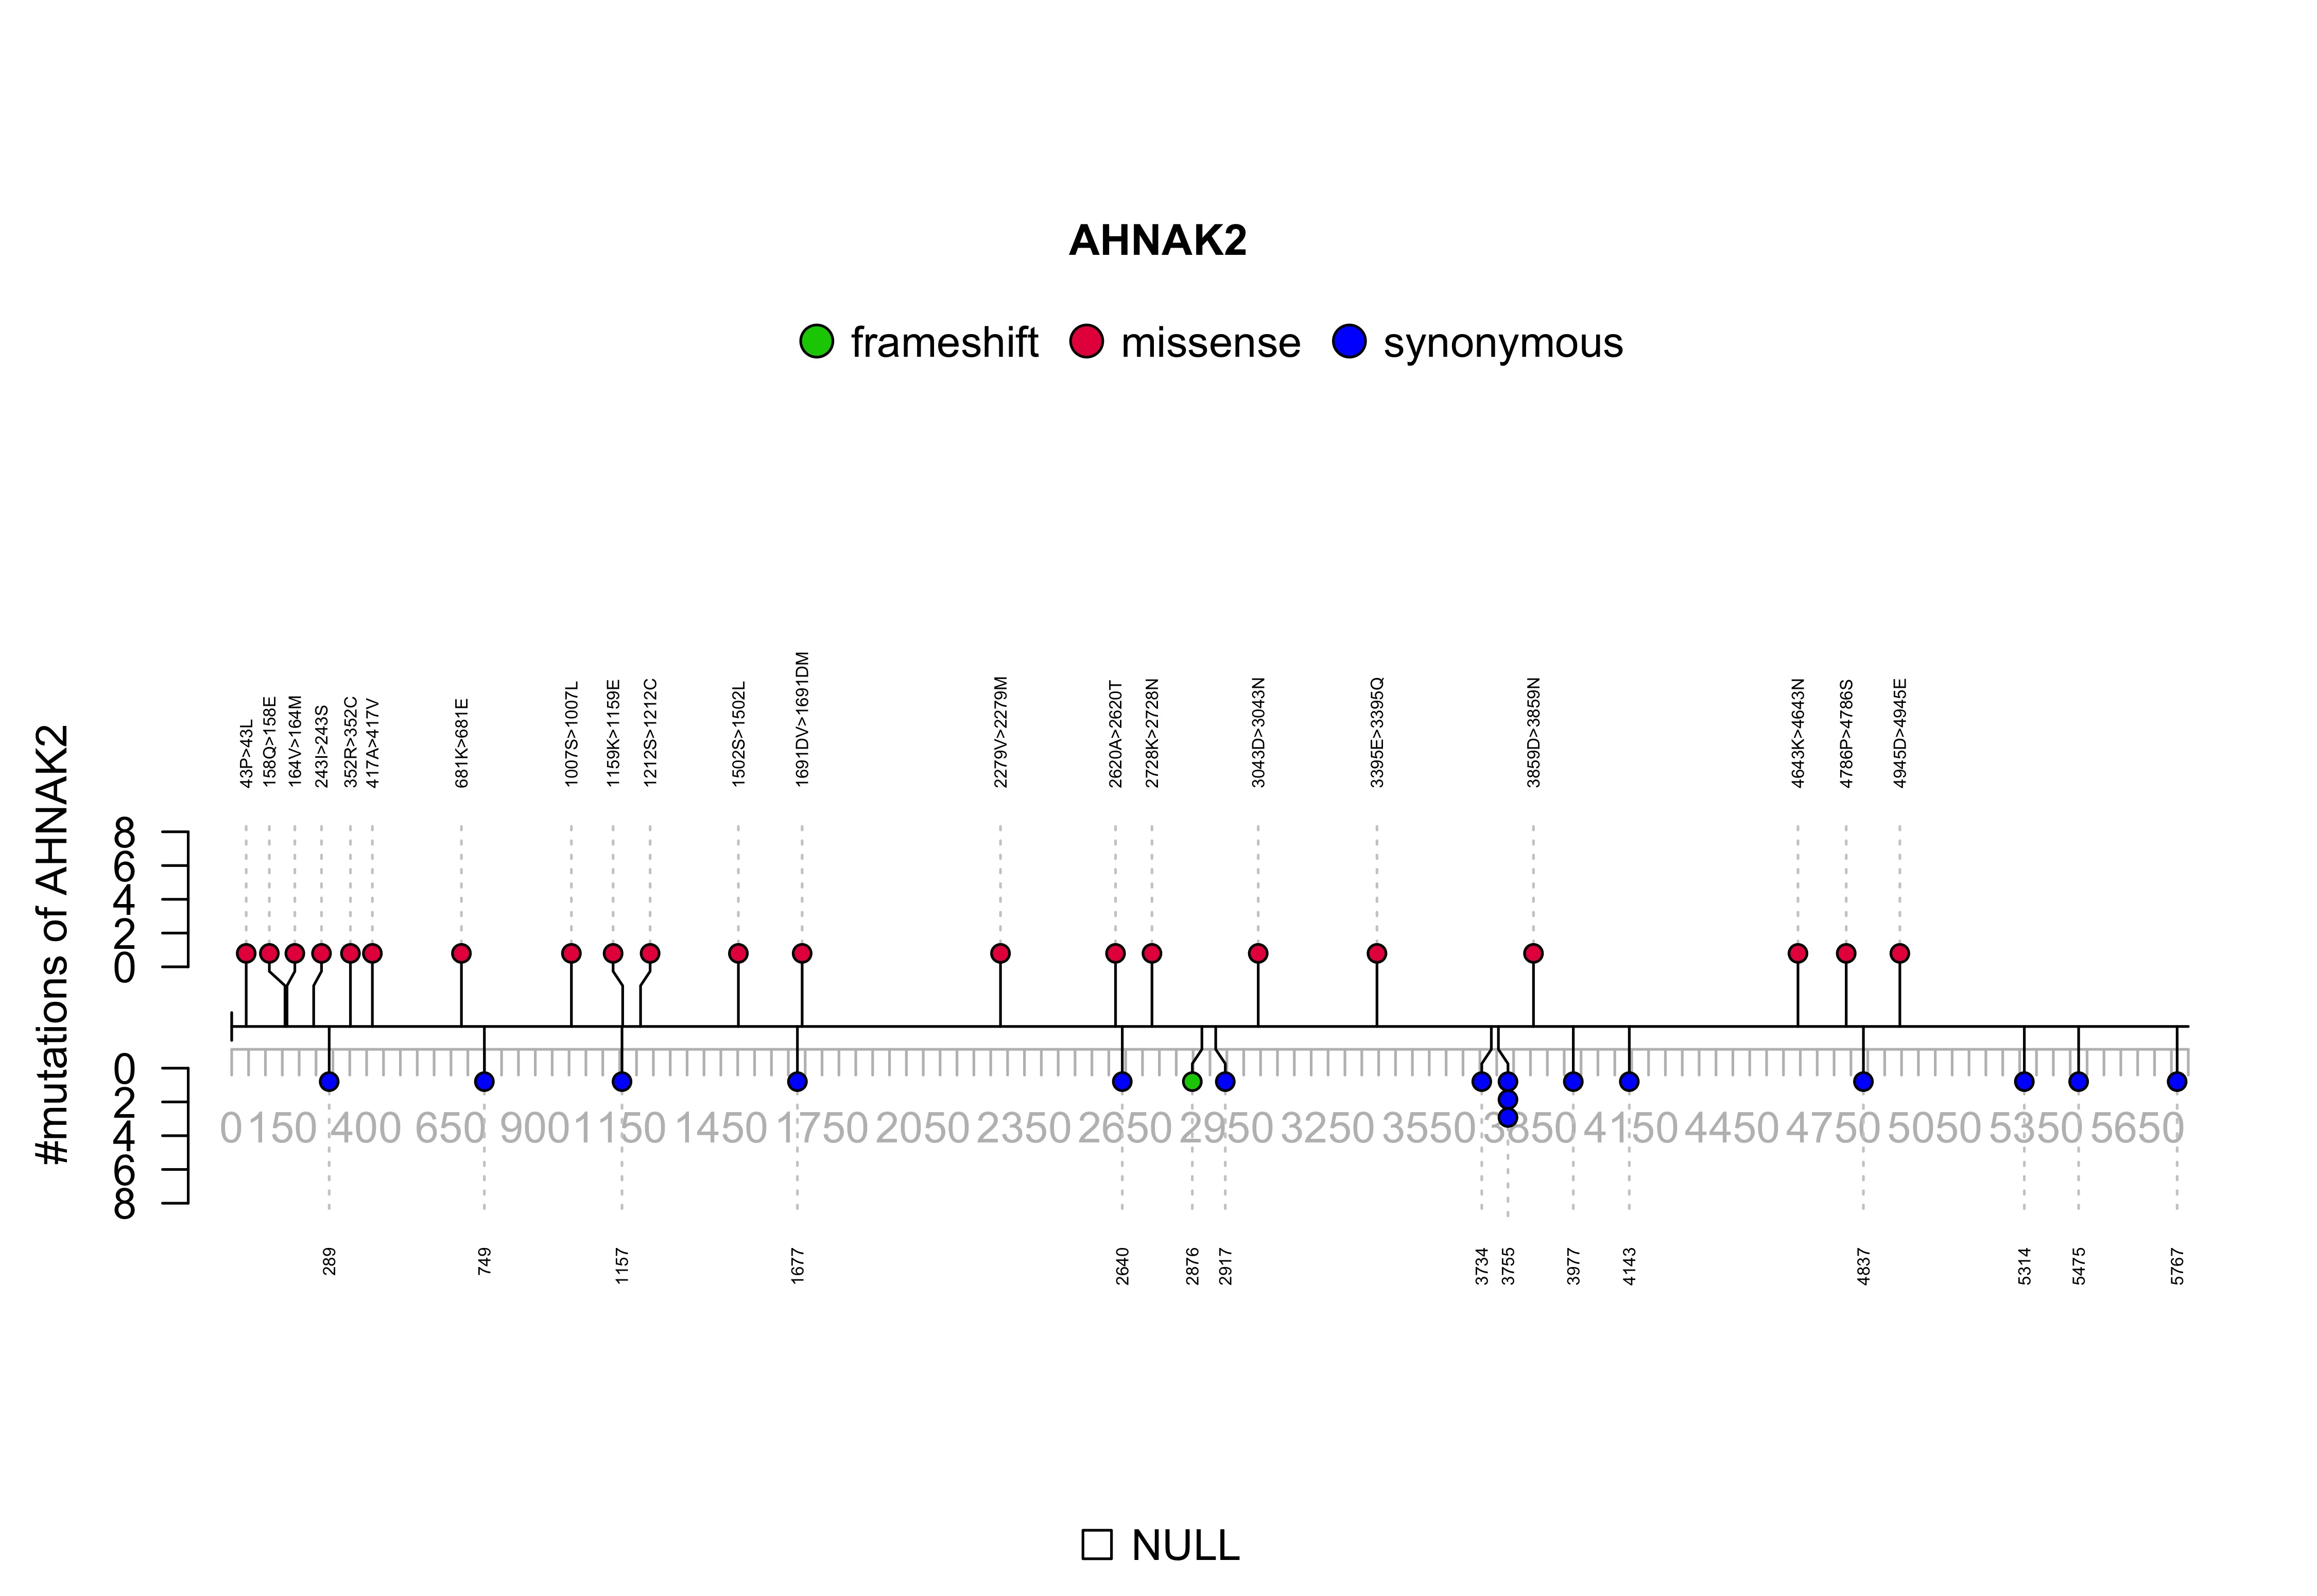 AHNAK2
frameshift missense synonymous
43P>43L
158Q>158E
164V>164M
243I>243S
352R>352C
417A>417V
681K>681E
1007S>1007L
1159K>1159E
1212S>1212C
1502S>1502L
1691DV>1691DM
2279V>2279M
2620A>2620T
2728K>2728N
3043D>3043N
3395E>3395Q
3859D>3859N
4643K>4643N
4786P>4786S
4945D>4945E
#mutations of AHNAK2
8
6
4
2
0
0
2
4
6
8
0 150 400 650 900 1150 1450 1750 2050 2350 2650 2950 3250 3550 3850 4150 4450 4750 5050 5350 5650
289
749
1157
1677
2640
2876
2917
3734
3755
3977
4143
4837
5314
5475
5767
NULL